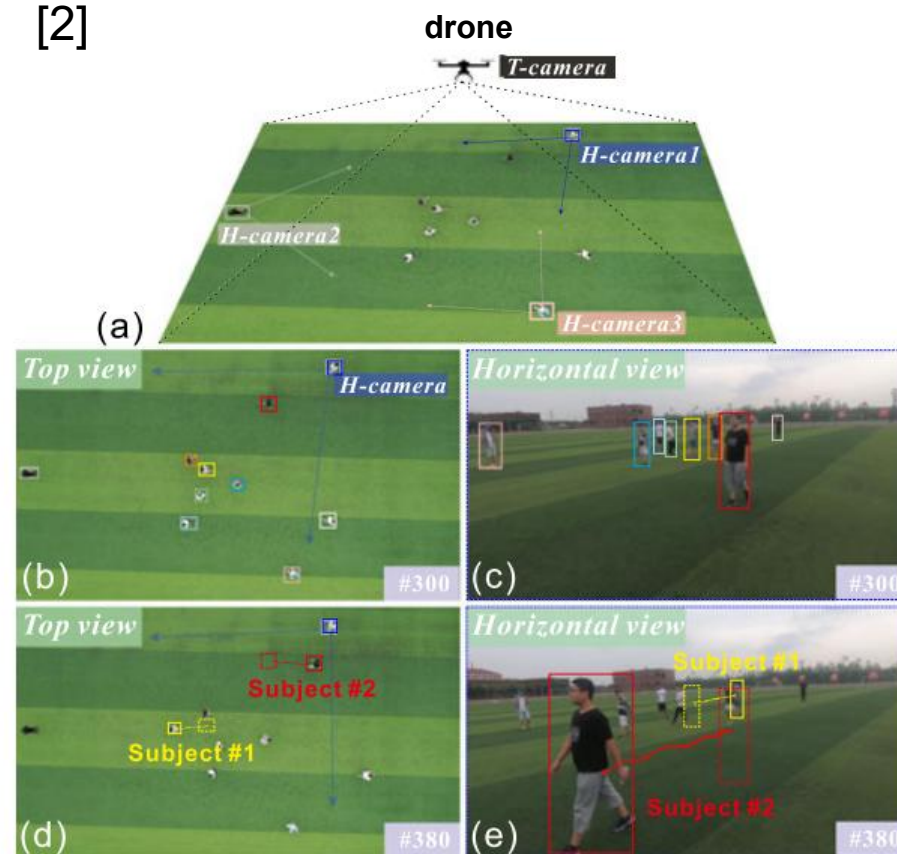 [2]
drone
T-camera
H-camera1
H-camera2
H-camera3
(a)
Top view
H-camera
(b)
#300
Horizontal view
(c)
#300
Top view
Subject #2
Subject #1
(d)
#380
Horizontal view
Subject #1
Subject #2
(e)
#380